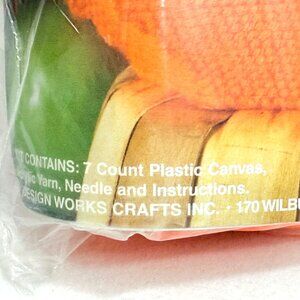 CONTAINS: 7 Count Plastic Canvas,
Yarn, Needle and Instructions.
DESIGN WORKS CRAFTS INC. • 170 WILBU